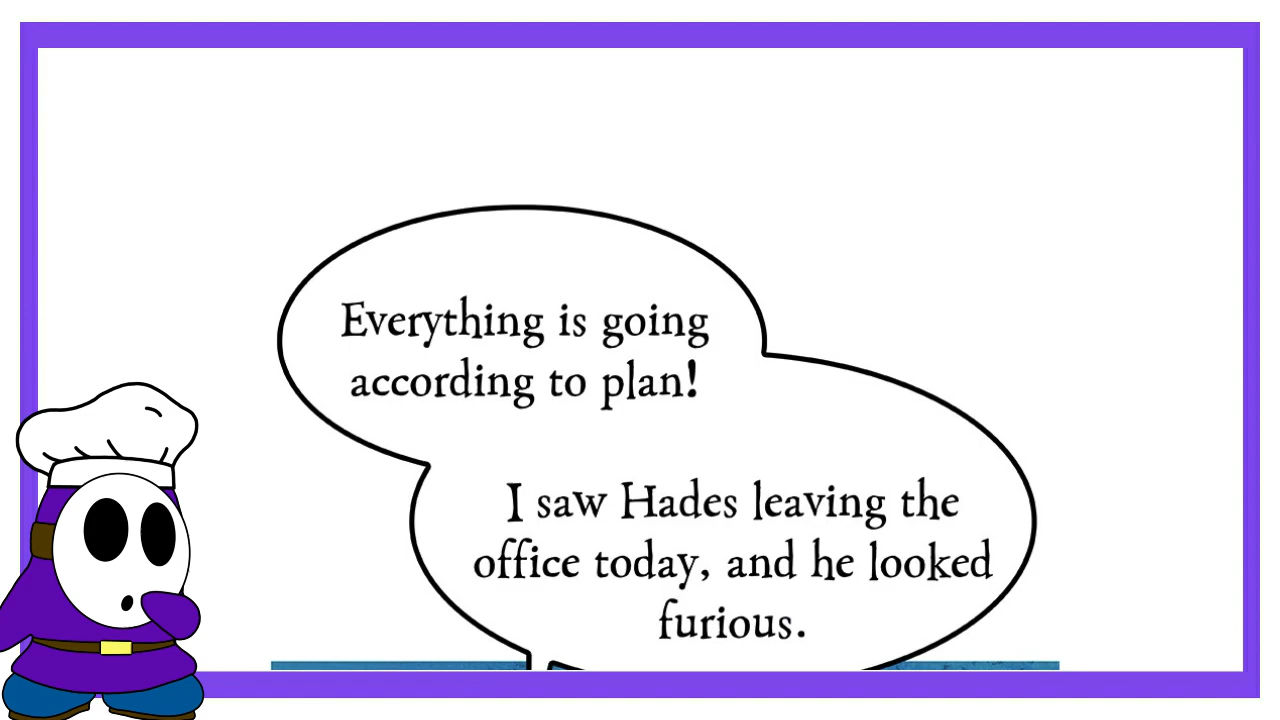 Everything is going
according to plan!
I saw Hades leaving the
office today, and he looked
furious.